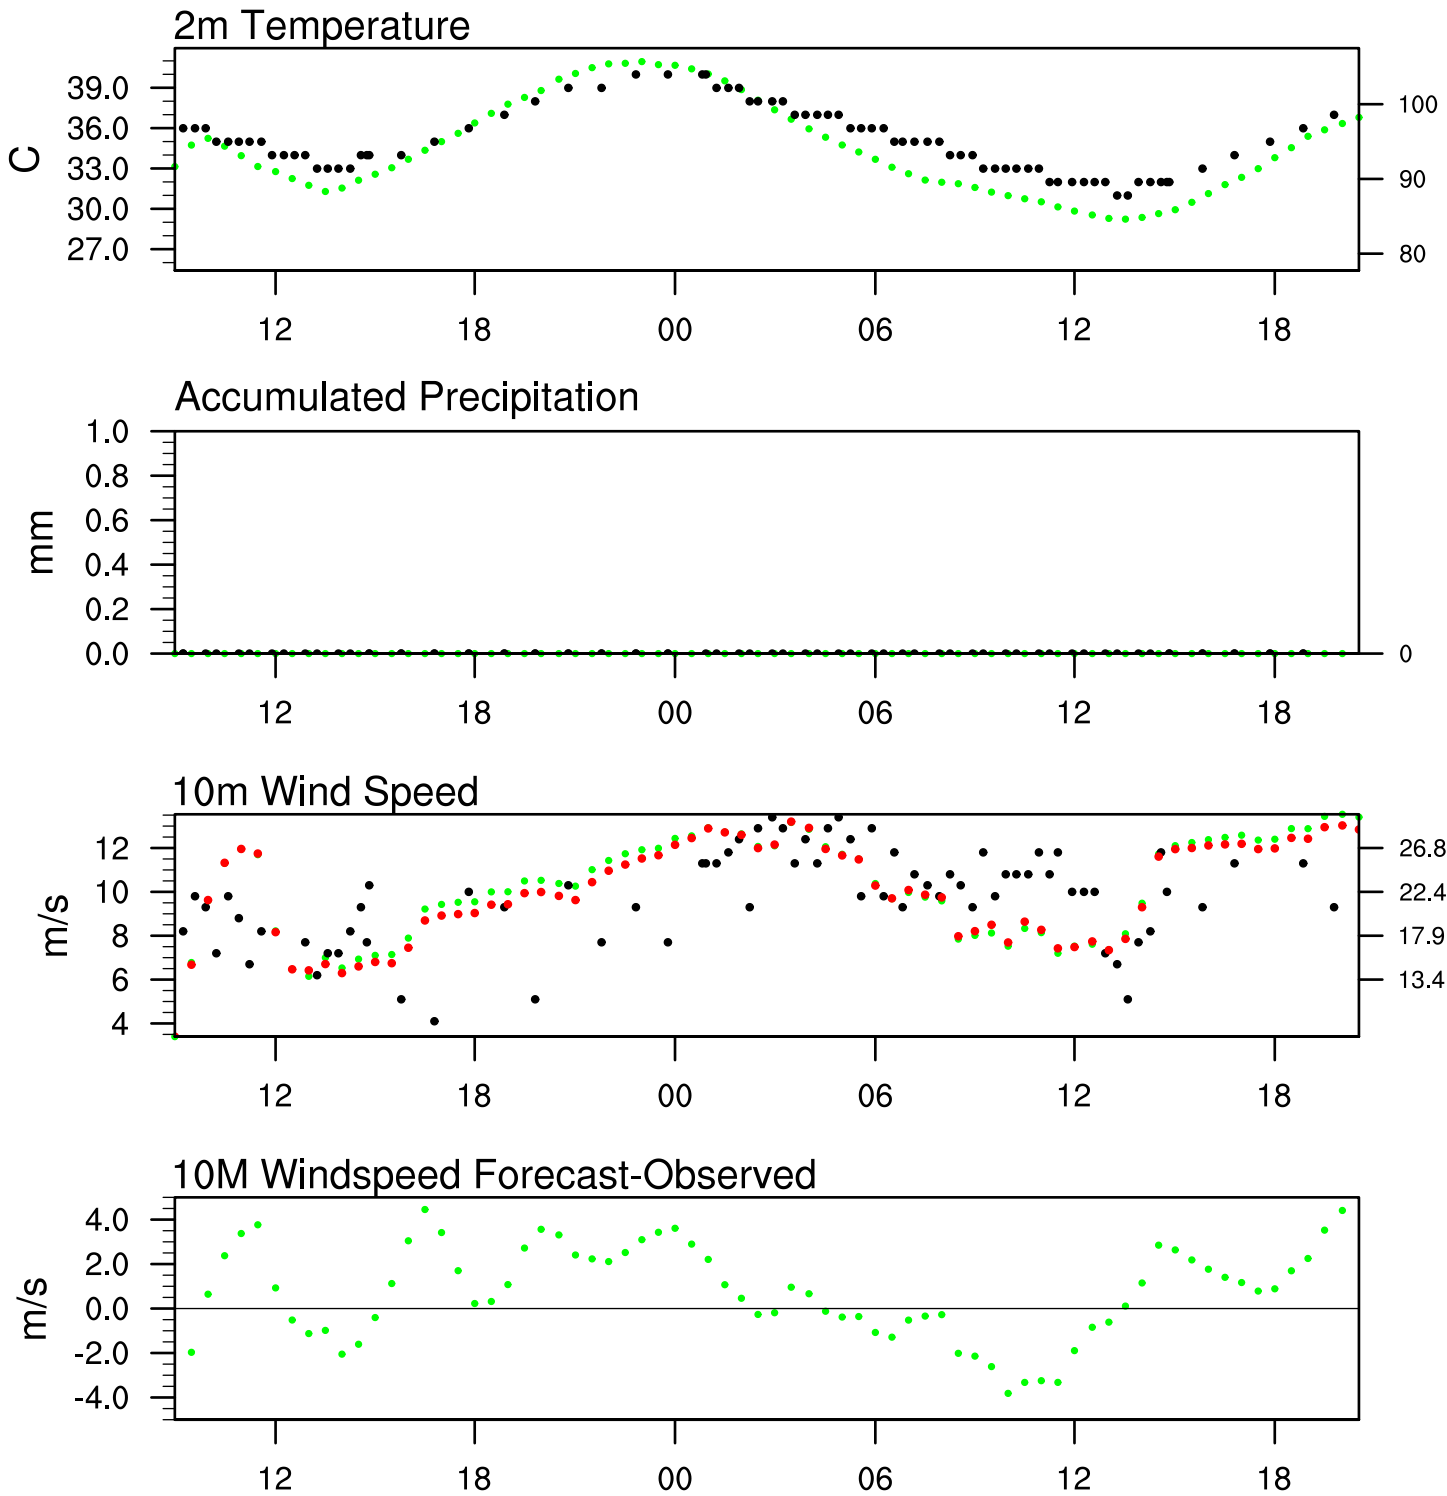 2m Temperature
C
39.0
36.0
33.0
30.0
27.0
100
90
80
12 18 00 06 12 18
Accumulated Precipitation
mm
1.0
0.8
0.6
0.4
0.2
0.0
0
12 18 00 06 12 18
10m Wind Speed
m/s
12
10
8
6
4
26.8
22.4
17.9
13.4
12 18 00 06 12 18
10M Windspeed Forecast-Observed
m/s
4.0
2.0
0.0
-2.0
-4.0
12 18 00 06 12 18